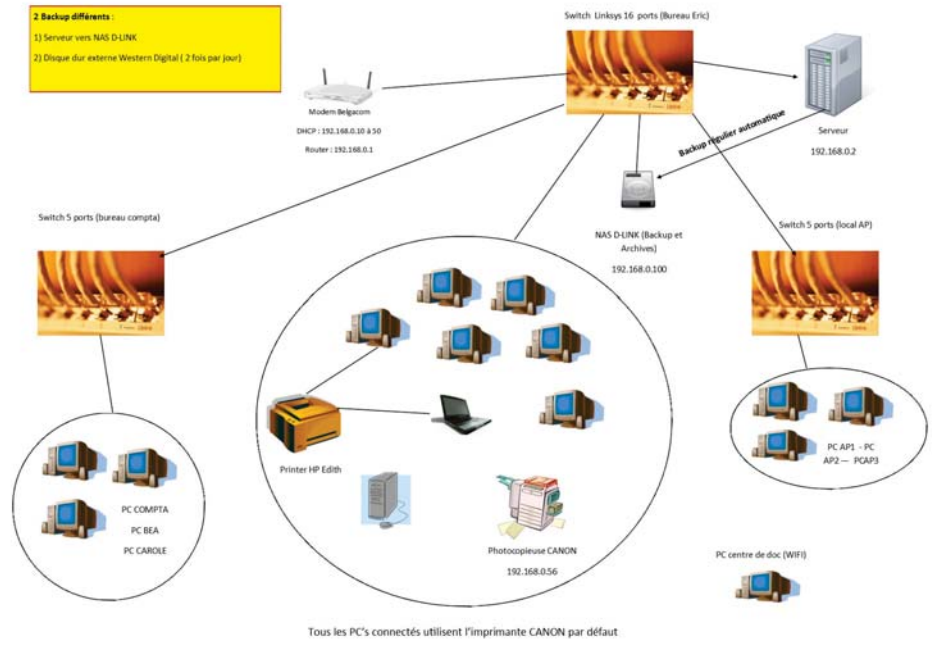 2 Backup différents :
1) Serveur vers NAS D-LINK
2) Disque dur externe Western Digital ( 2 fois par jour)
Switch Linksys 16 ports (Bureau Eric)
Modem Belgacom
DHCP : 192.168.0.10 à 50
Router : 192.168.0.1
Backup régulier automatique
Serveur
192.168.0.2
Switch 5 ports (bureau compta)
NAS D-LINK (Backup et
Archives)
192.168.0.100
Switch 5 ports (local AP)
Printer HP Edith
PC AP1 - PC
AP2 — PCAP3
PC COMPTA
PC BEA
PC CAROLE
Photocopieuse CANON
192.168.0.56
PC centre de doc (WIFI)
Tous les PC's connectés utilisent l'imprimante CANON par défaut